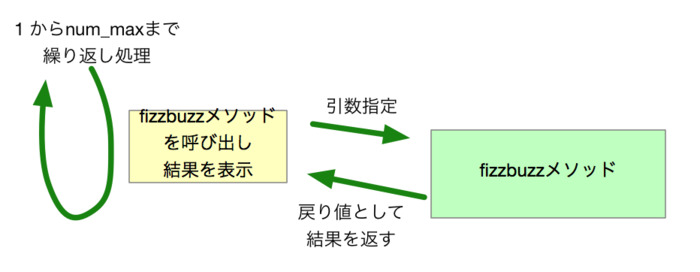 1 からnum_maxまで
繰り返し処理
fizzbuzzメソッド
を呼び出し
結果を表示
引数指定
fizzbuzzメソッド
戻り値として
結果を返す